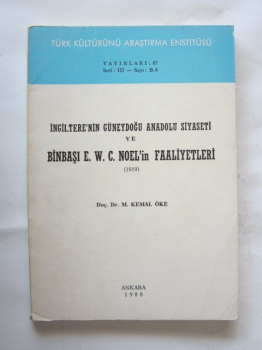 TÜRK KÜLTÜRÜNÜ ARAŞTIRMA ENSTİTÜSÜ
YAYINLARI: 87
Seri: III — Sayı: B.8
İNGİLTERE'NİN GÜNEYDOĞU ANADOLU SİYASETİ
VE
BİNBAŞI E. W. C. NOEL'in FAALİYETLERİ
(1919)
Doç. Dr. M. KEMAL ÖKE
ANKARA
1988